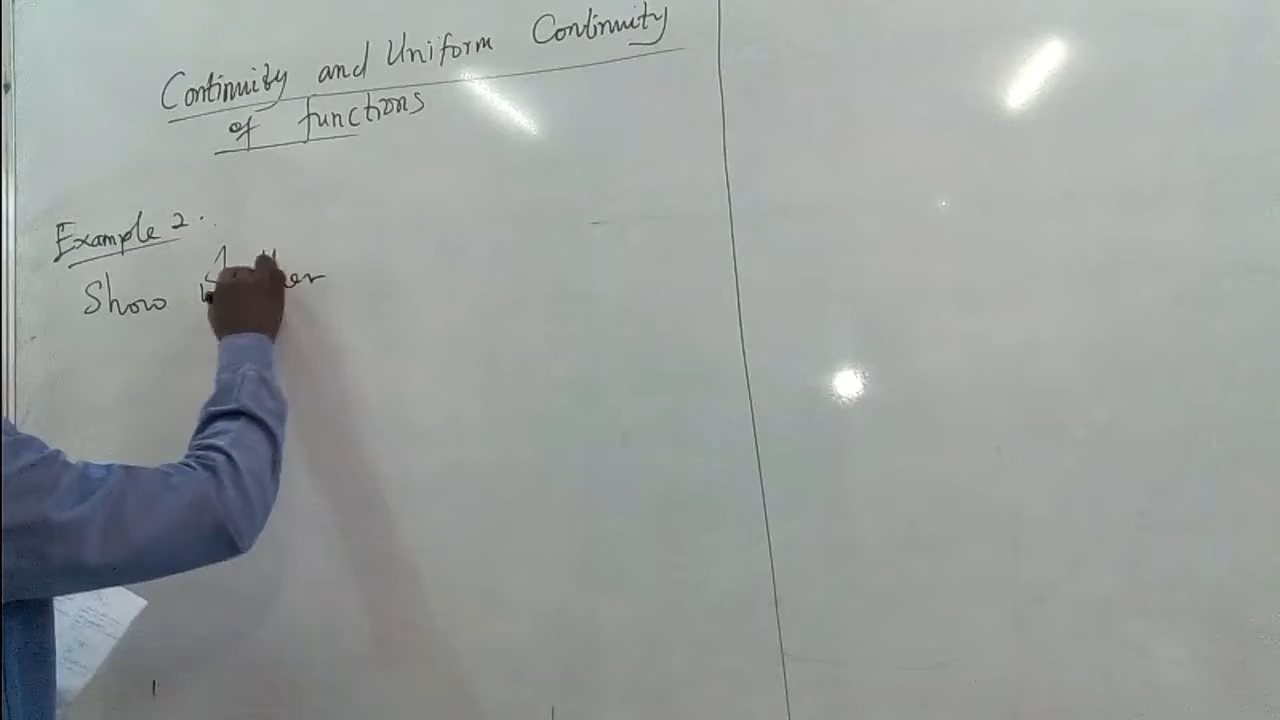 Continuity and Uniform Continuity
of functions
Example 2.
Show